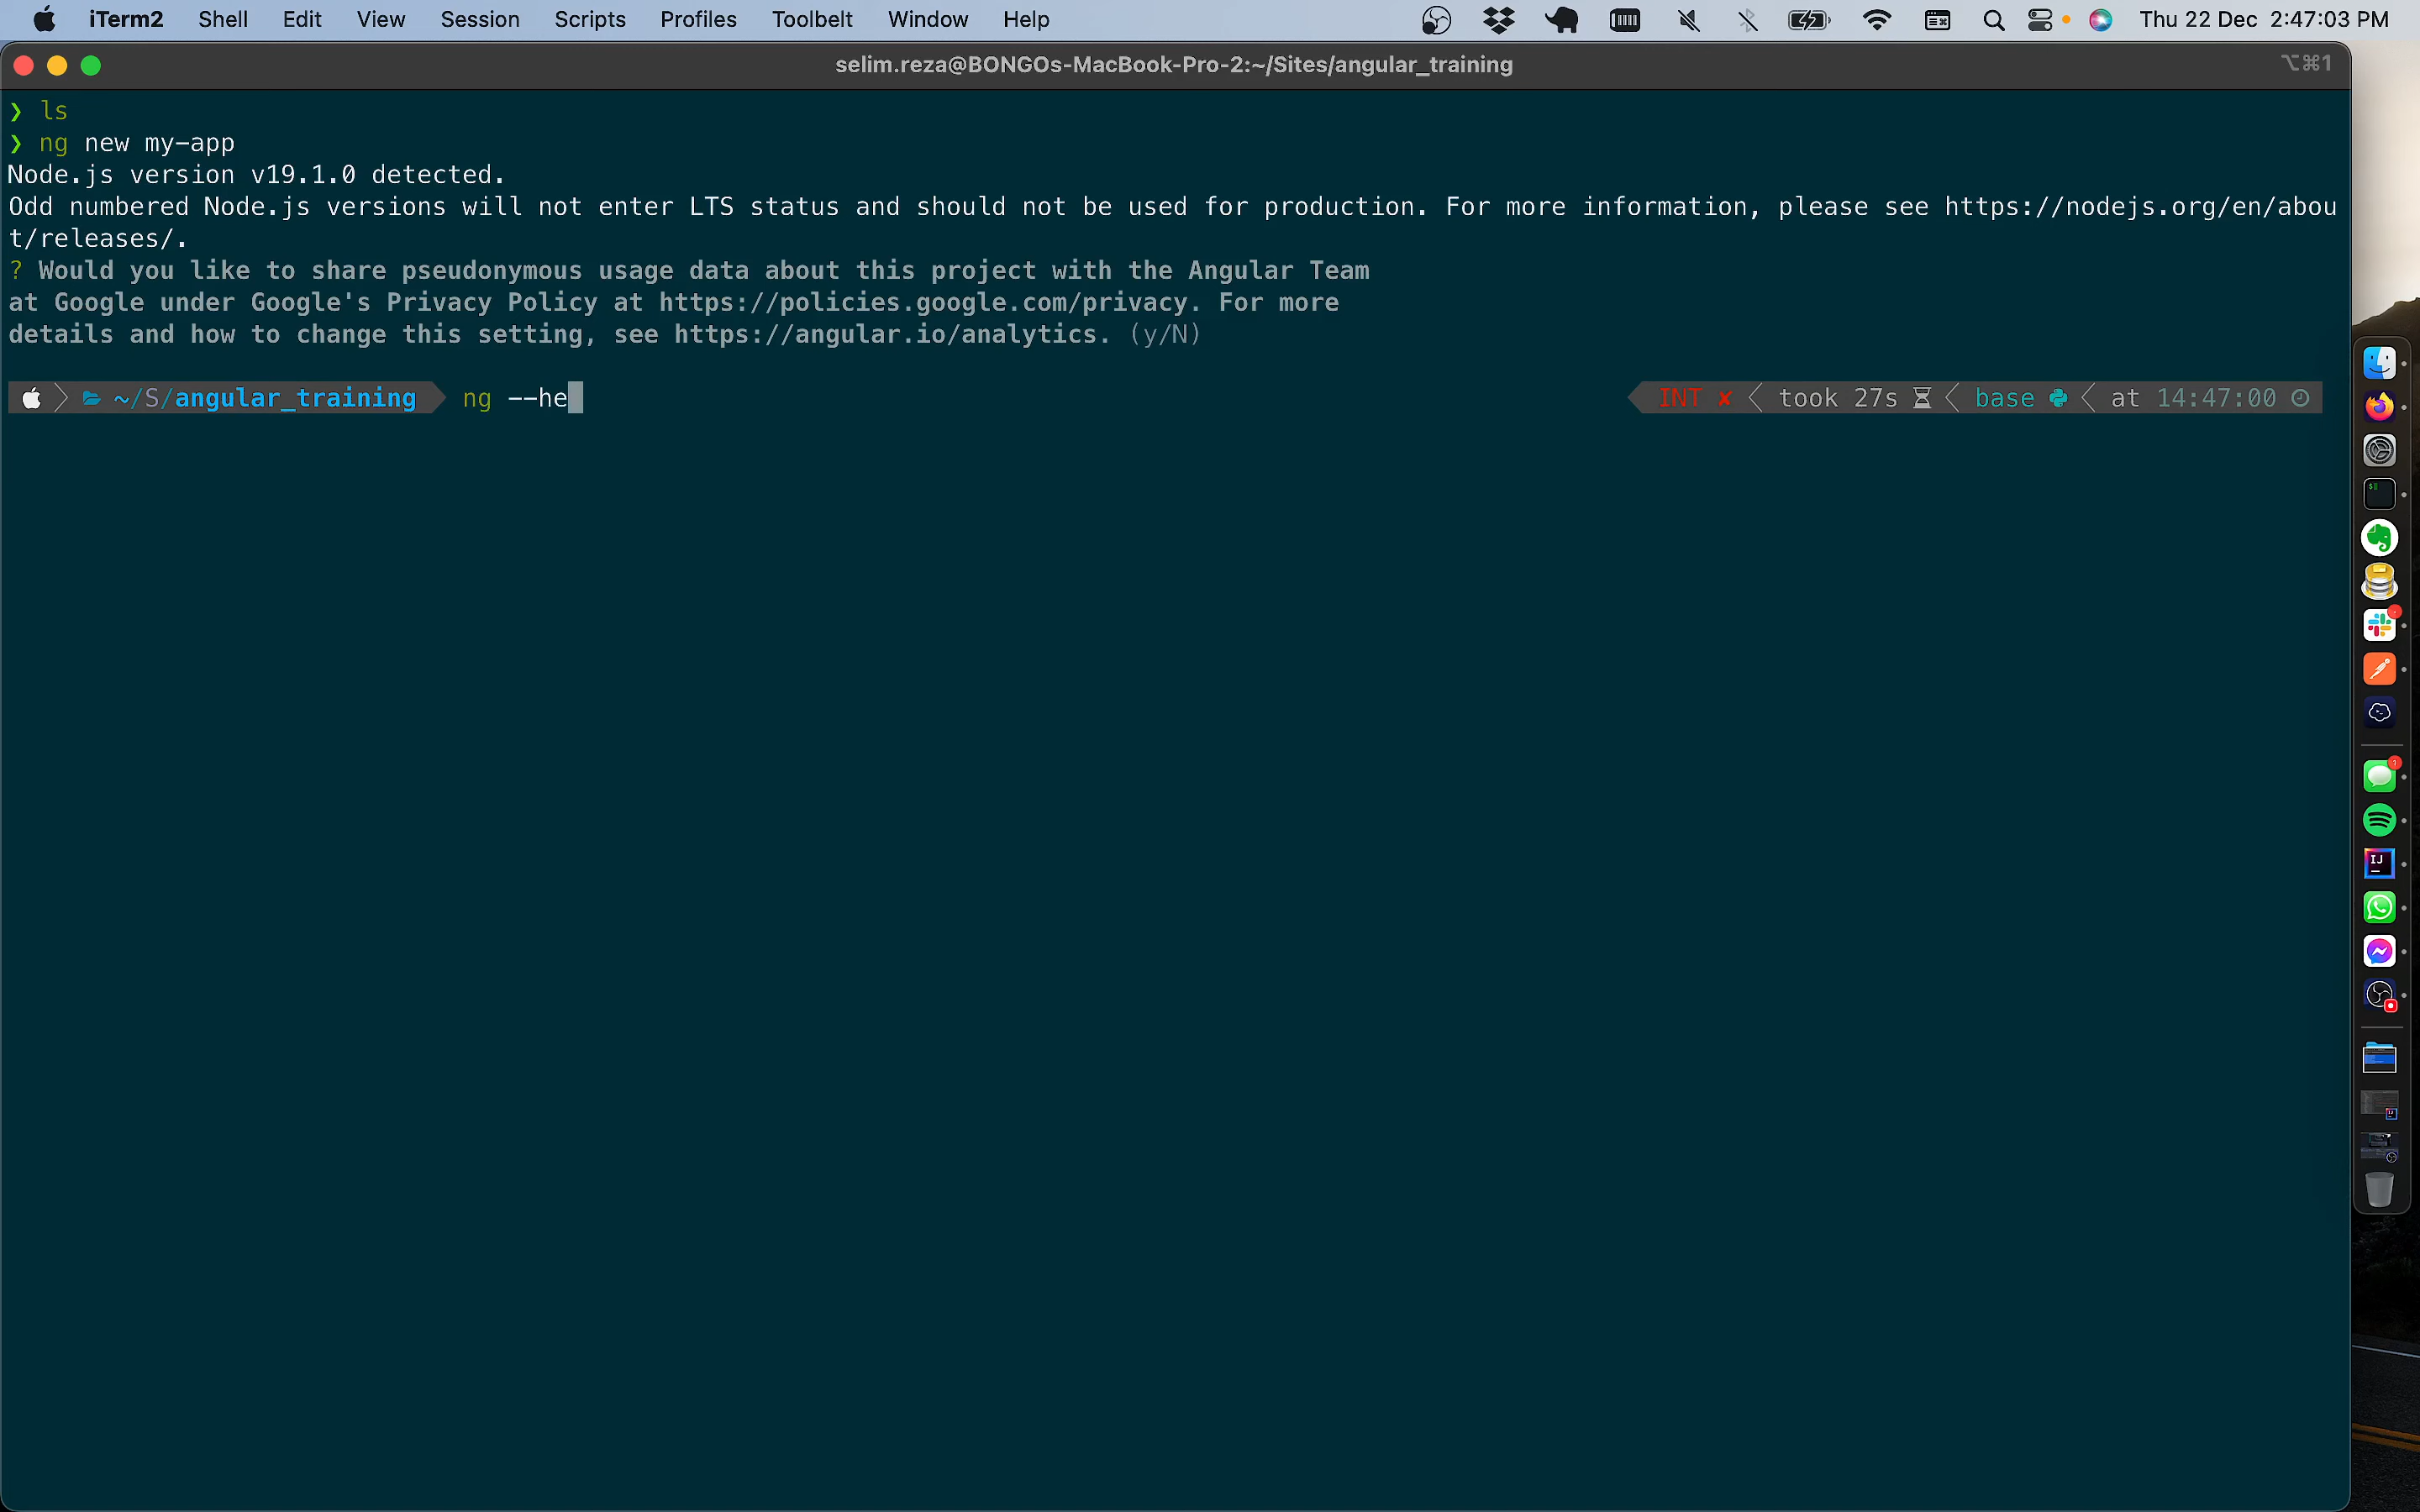 iTerm2 Shell Edit View Session Scripts Profiles Toolbelt Window Help Thu 22 Dec 2:47:03 PM
selim.reza@BONGOs-MacBook-Pro-2:~/Sites/angular_training ⌥⌘1
❯ ls
❯ ng new my-app
Node.js version v19.1.0 detected.
Odd numbered Node.js versions will not enter LTS status and should not be used for production. For more information, please see https://nodejs.org/en/abou
t/releases/.
? Would you like to share pseudonymous usage data about this project with the Angular Team
at Google under Google's Privacy Policy at https://policies.google.com/privacy. For more
details and how to change this setting, see https://angular.io/analytics. (y/N)
~/S/angular_training ng --he INT ✘ took 27s base at 14:47:00
IJ